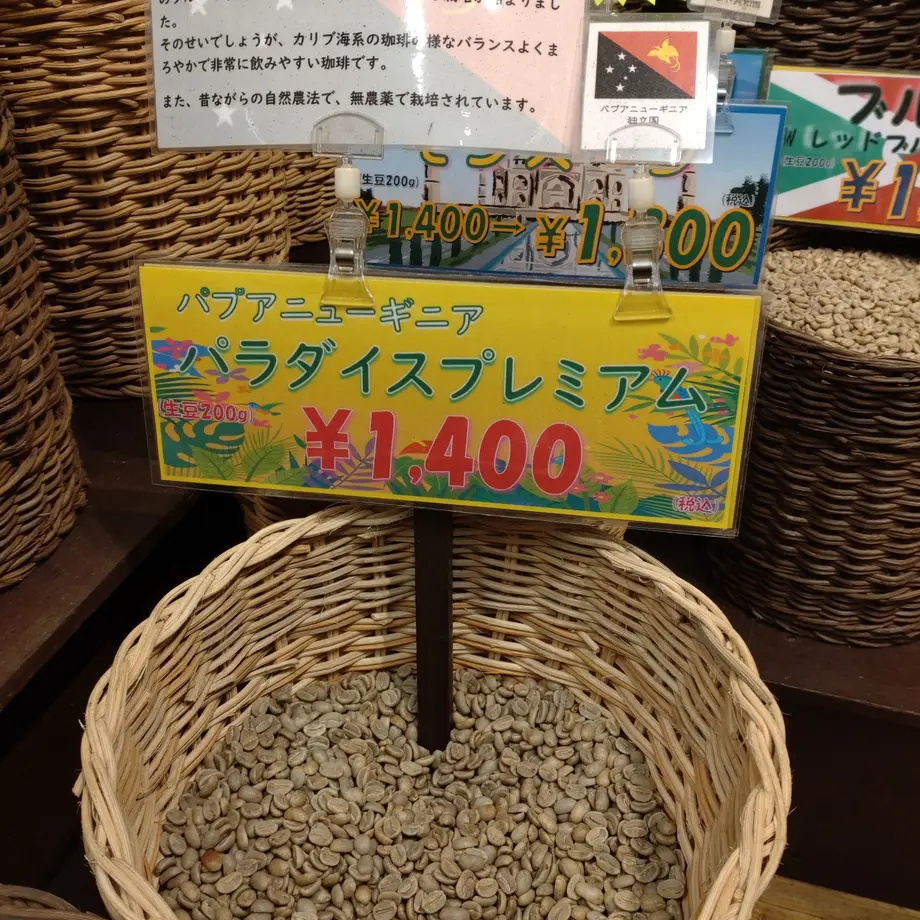 た。
そのせいでしょうが、カリブ海系の珈琲の様なバランスよくま
ろやかで非常に飲みやすい珈琲です。
また、昔ながらの自然農法で、無農薬で栽培されています。
パプアニューギニア
独立国
生豆200g)
(税込)
¥1,400→¥1,
レッドブル
(生豆200g)
¥1
パプアニューギニア
パラダイスプレミアム
(生豆200g)
¥1,400
(税込)